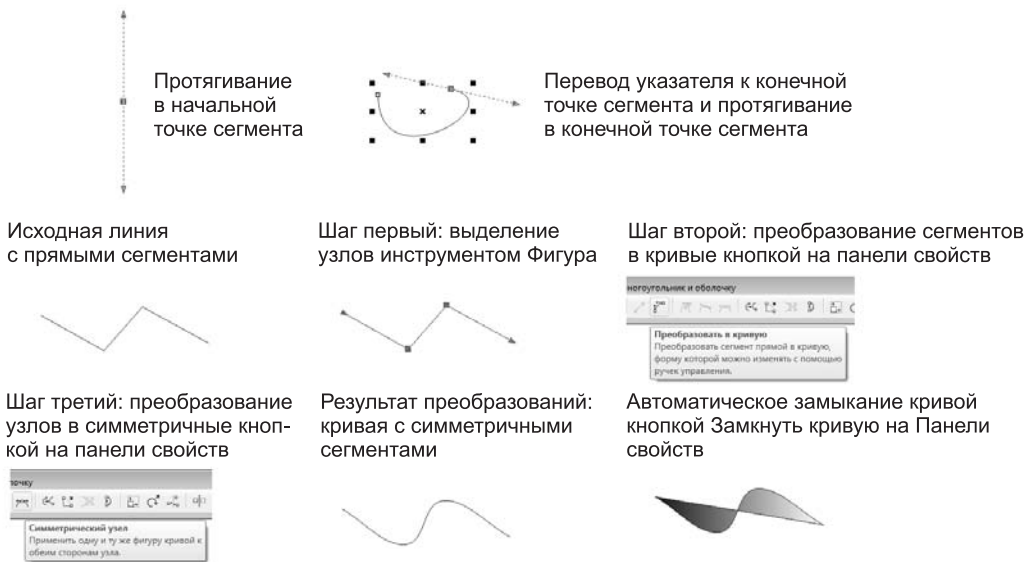 Протягивание
в начальной
точке сегмента
Перевод указателя к конечной
точке сегмента и протягивание
в конечной точке сегмента
Исходная линия
с прямыми сегментами
Шаг первый: выделение
узлов инструментом Фигура
Шаг второй: преобразование сегментов
в кривые кнопкой на панели свойств
ногоугольник и оболочку
Преобразовать в кривую
Преобразовать сегмент прямой в кривую,
форму которой можно изменять с помощью
ручек управления.
Шаг третий: преобразование
узлов в симметричные кноп-
кой на панели свойств
точку
Симметрический узел
Применить одну и ту же фигуру кривой к
обеим сторонам узла.
Результат преобразований:
кривая с симметричными
сегментами
Автоматическое замыкание кривой
кнопкой Замкнуть кривую на Панели
свойств